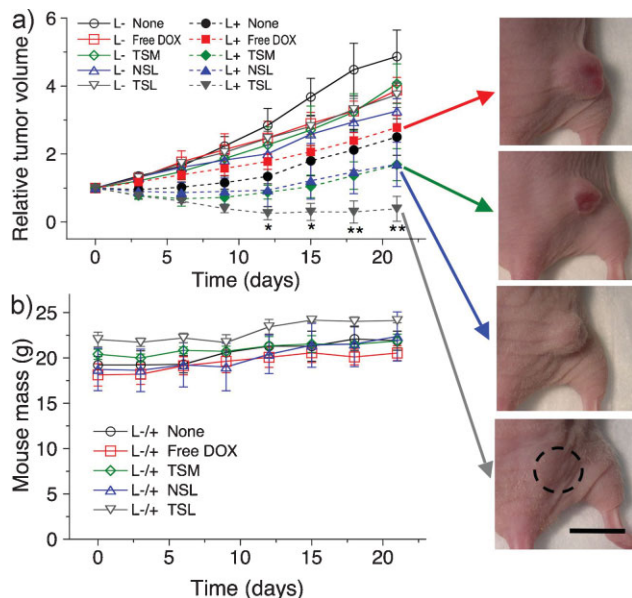 a)
L- None L+ None
L- Free DOX L+ Free DOX
L- TSM L+ TSM
L- NSL L+ NSL
L- TSL L+ TSL
Relative tumor volume
6
4
2
0
* * ** **
0 5 10 15 20
Time (days)
b)
Mouse mass (g)
25
20
15
10
5
0
L-/+ None
L-/+ Free DOX
L-/+ TSM
L-/+ NSL
L-/+ TSL
0 5 10 15 20
Time (days)